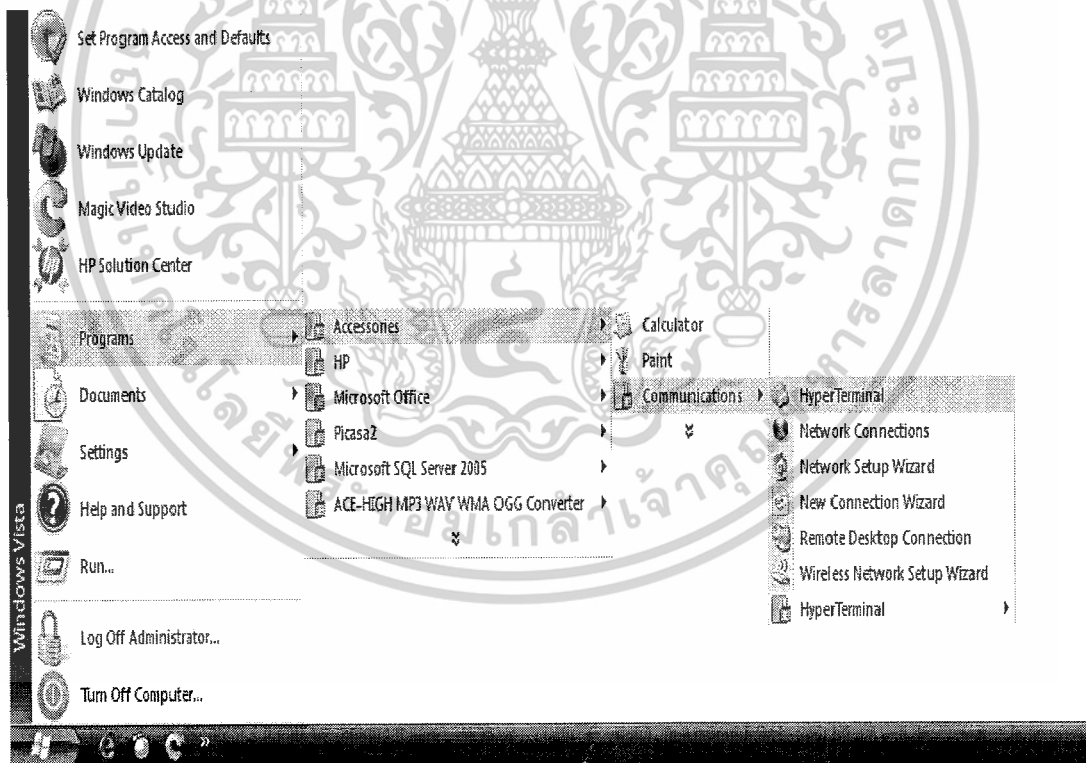 Set Program Access and Defaults
Windows Catalog
Windows Update
Magic Video Studio
HP Solution Center
Programs
Documents
Settings
Help and Support
Run...
Log Off Administrator...
Turn Off Computer...
Windows Vista
Accessories
HP
Microsoft Office
Picasa2
Microsoft SQL Server 2005
ACE-HIGH MP3 WAV WMA OGG Converter
Calculator
Paint
Communications
HyperTerminal
Network Connections
Network Setup Wizard
New Connection Wizard
Remote Desktop Connection
Wireless Network Setup Wizard
HyperTerminal